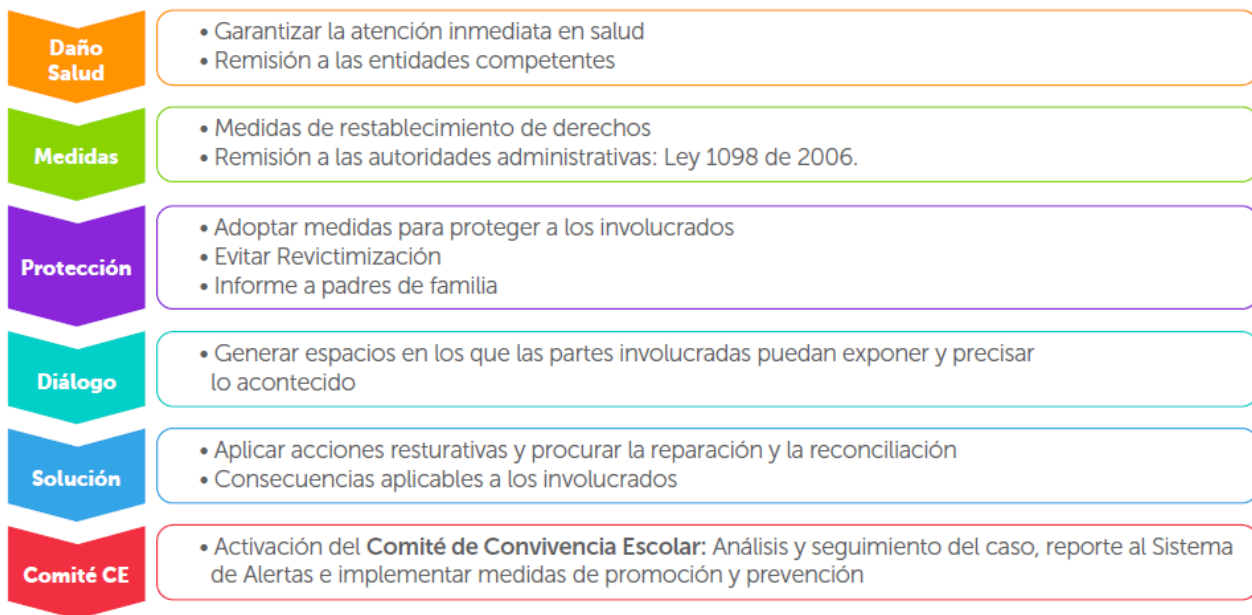 Daño
Salud
• Garantizar la atención inmediata en salud
• Remisión a las entidades competentes
Medidas
• Medidas de restablecimiento de derechos
• Remisión a las autoridades administrativas: Ley 1098 de 2006.
Protección
• Adoptar medidas para proteger a los involucrados
• Evitar Revictimización
• Informe a padres de familia
Diálogo
• Generar espacios en los que las partes involucradas puedan exponer y precisar
lo acontecido
Solución
• Aplicar acciones resturativas y procurar la reparación y la reconciliación
• Consecuencias aplicables a los involucrados
Comité CE
• Activación del Comité de Convivencia Escolar: Análisis y seguimiento del caso, reporte al Sistema
de Alertas e implementar medidas de promoción y prevención